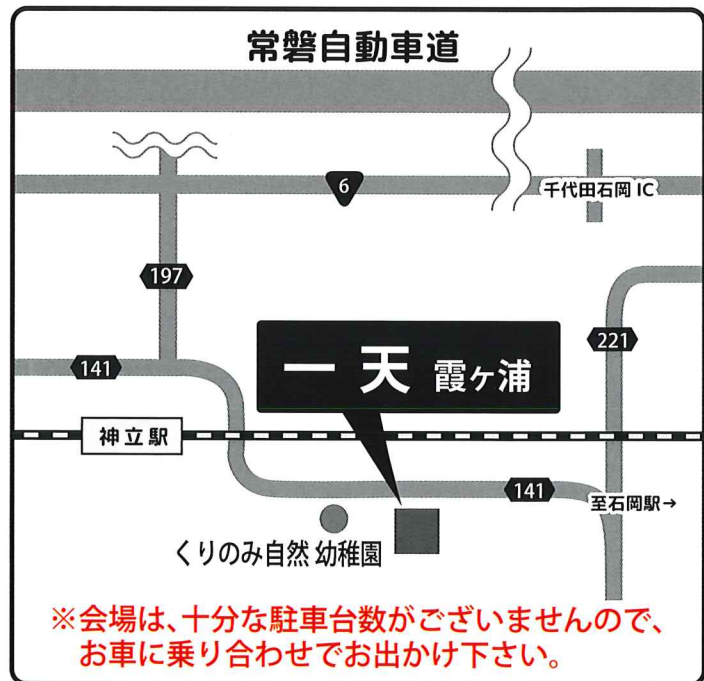 常磐自動車道
6
千代田石岡 IC
197
221
141
一天 霞ヶ浦
神立駅
141
至石岡駅→
くりのみ自然 幼稚園
※会場は、十分な駐車台数がございませんので、
お車に乗り合わせでお出かけ下さい。